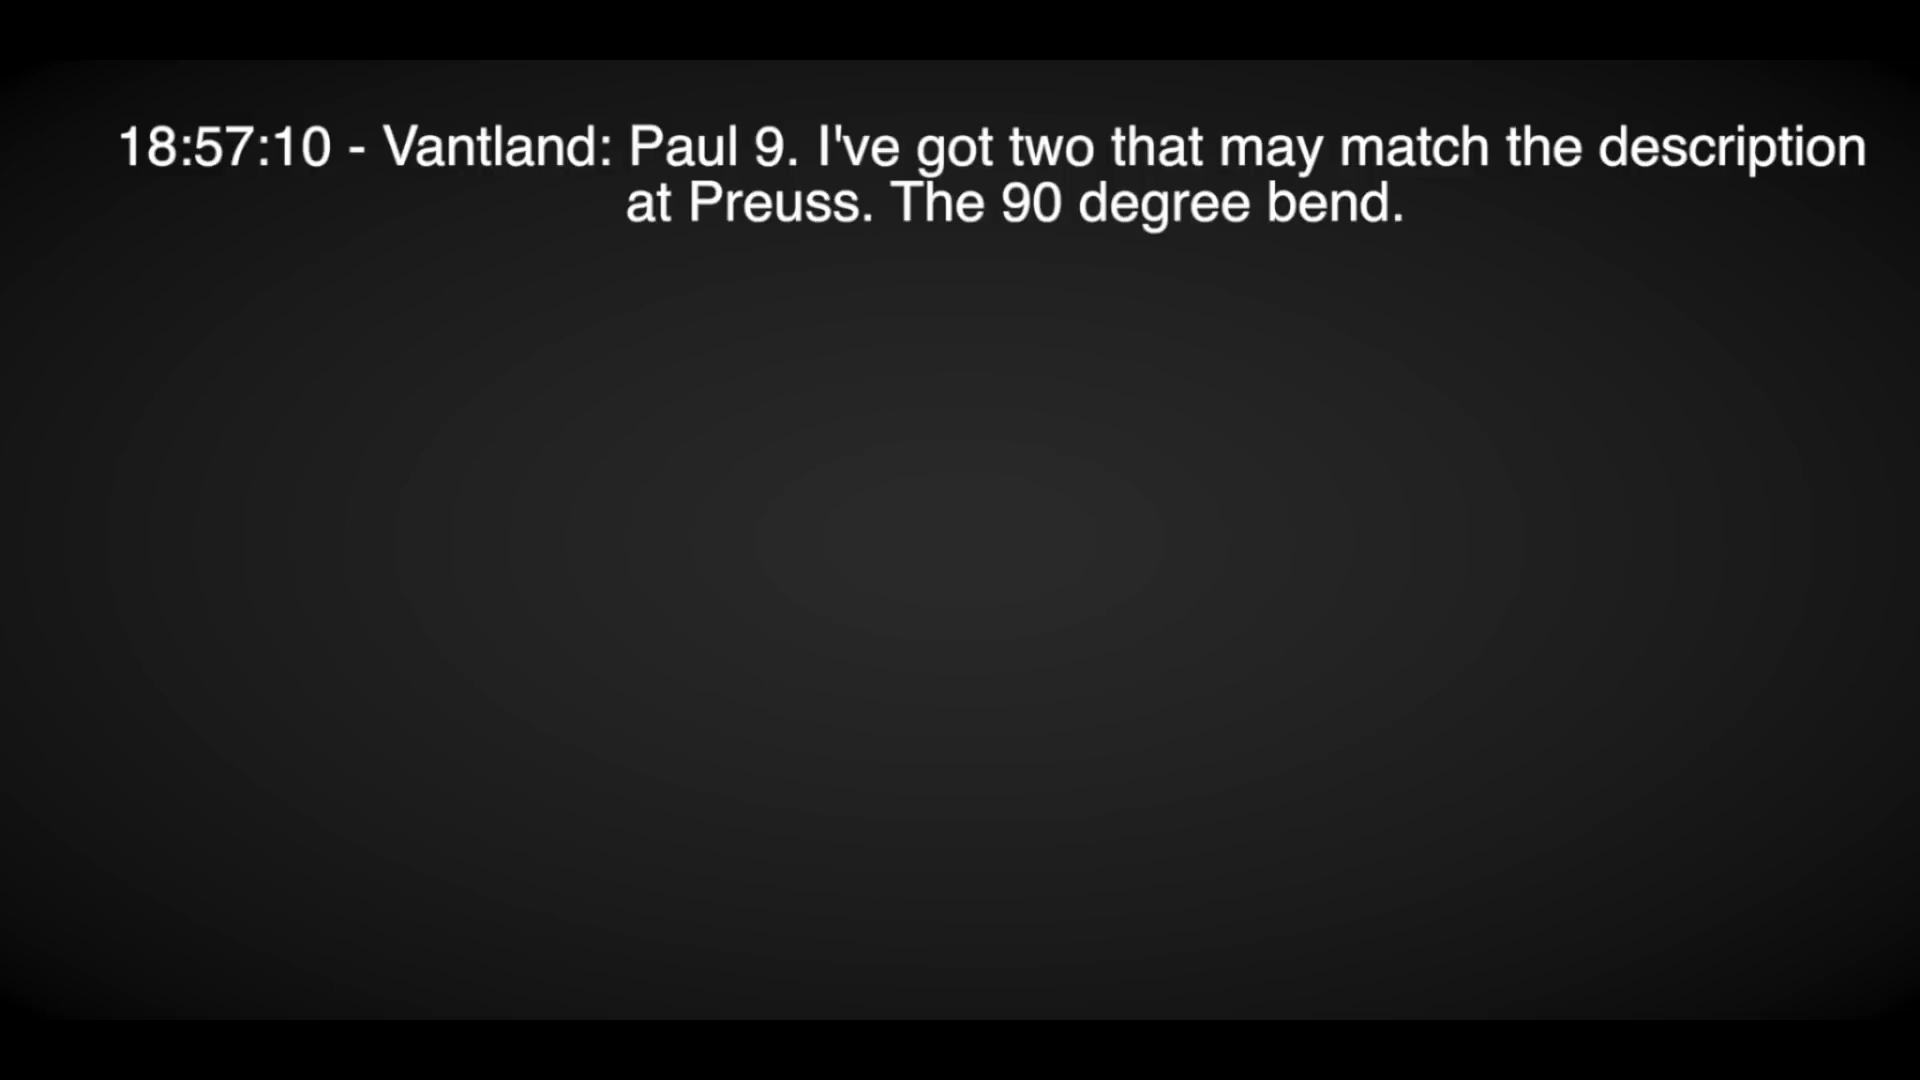 18:57:10 - Vantland: Paul 9. I've got two that may match the description
at Preuss. The 90 degree bend.